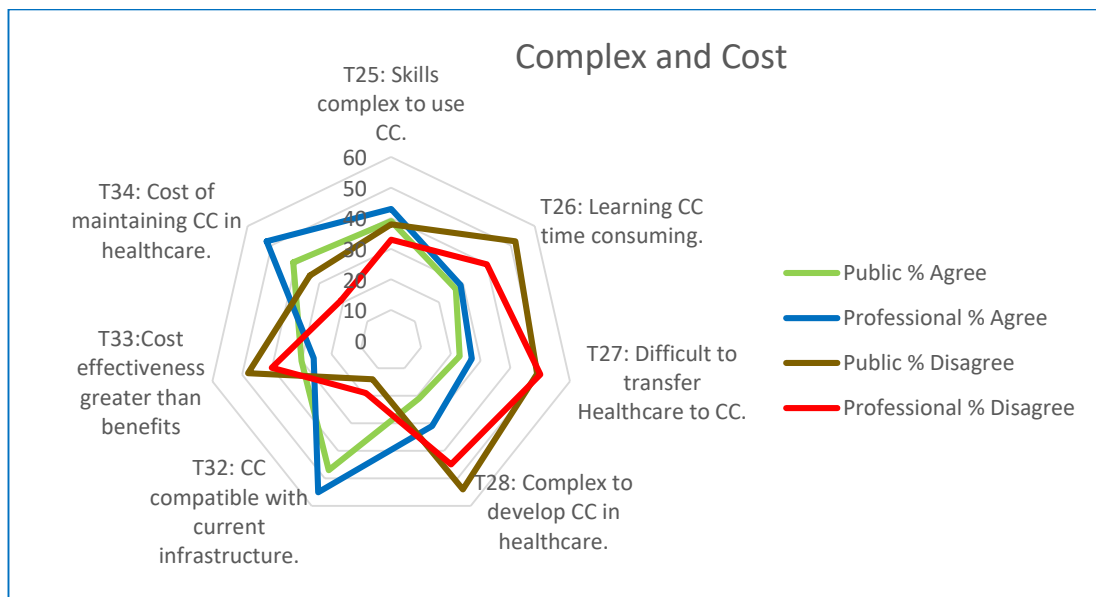 Complex and Cost
T25: Skills
complex to use
CC.
60
50
40
30
20
10
0
T26: Learning CC
time consuming.
T27: Difficult to
transfer
Healthcare to CC.
T28: Complex to
develop CC in
healthcare.
T32: CC
compatible with
current
infrastructure.
T33:Cost
effectiveness
greater than
benefits
T34: Cost of
maintaining CC in
healthcare.
Public % Agree
Professional % Agree
Public % Disagree
Professional % Disagree